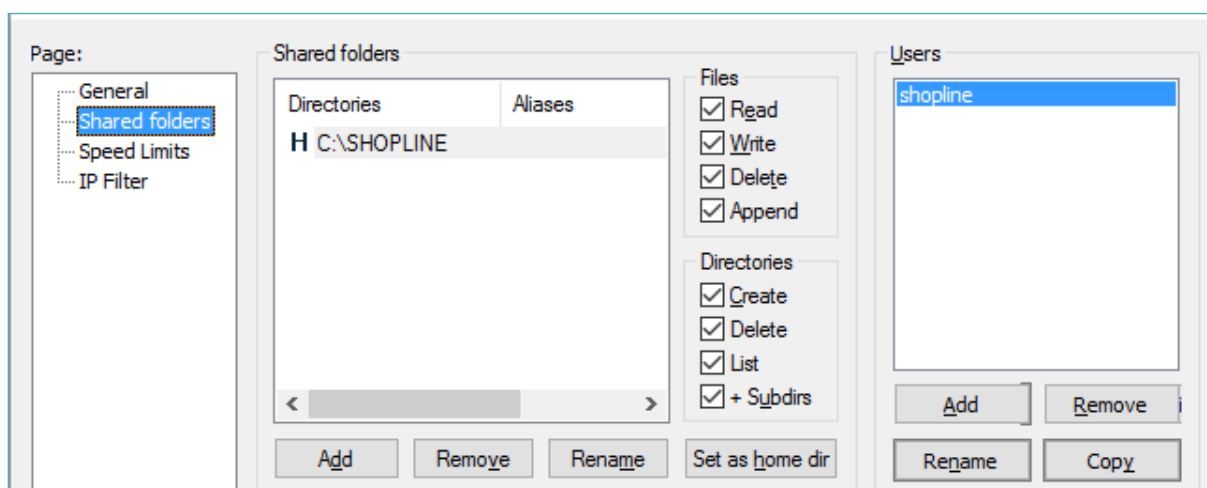 Page:
General
Shared folders
Speed Limits
IP Filter
Shared folders
Directories Aliases
H C:\SHOPLINE
Add Remove Rename Set as home dir
Files
Read
Write
Delete
Append
Directories
Create
Delete
List
+ Subdirs
Users
shopline
Add Remove
Rename Copy